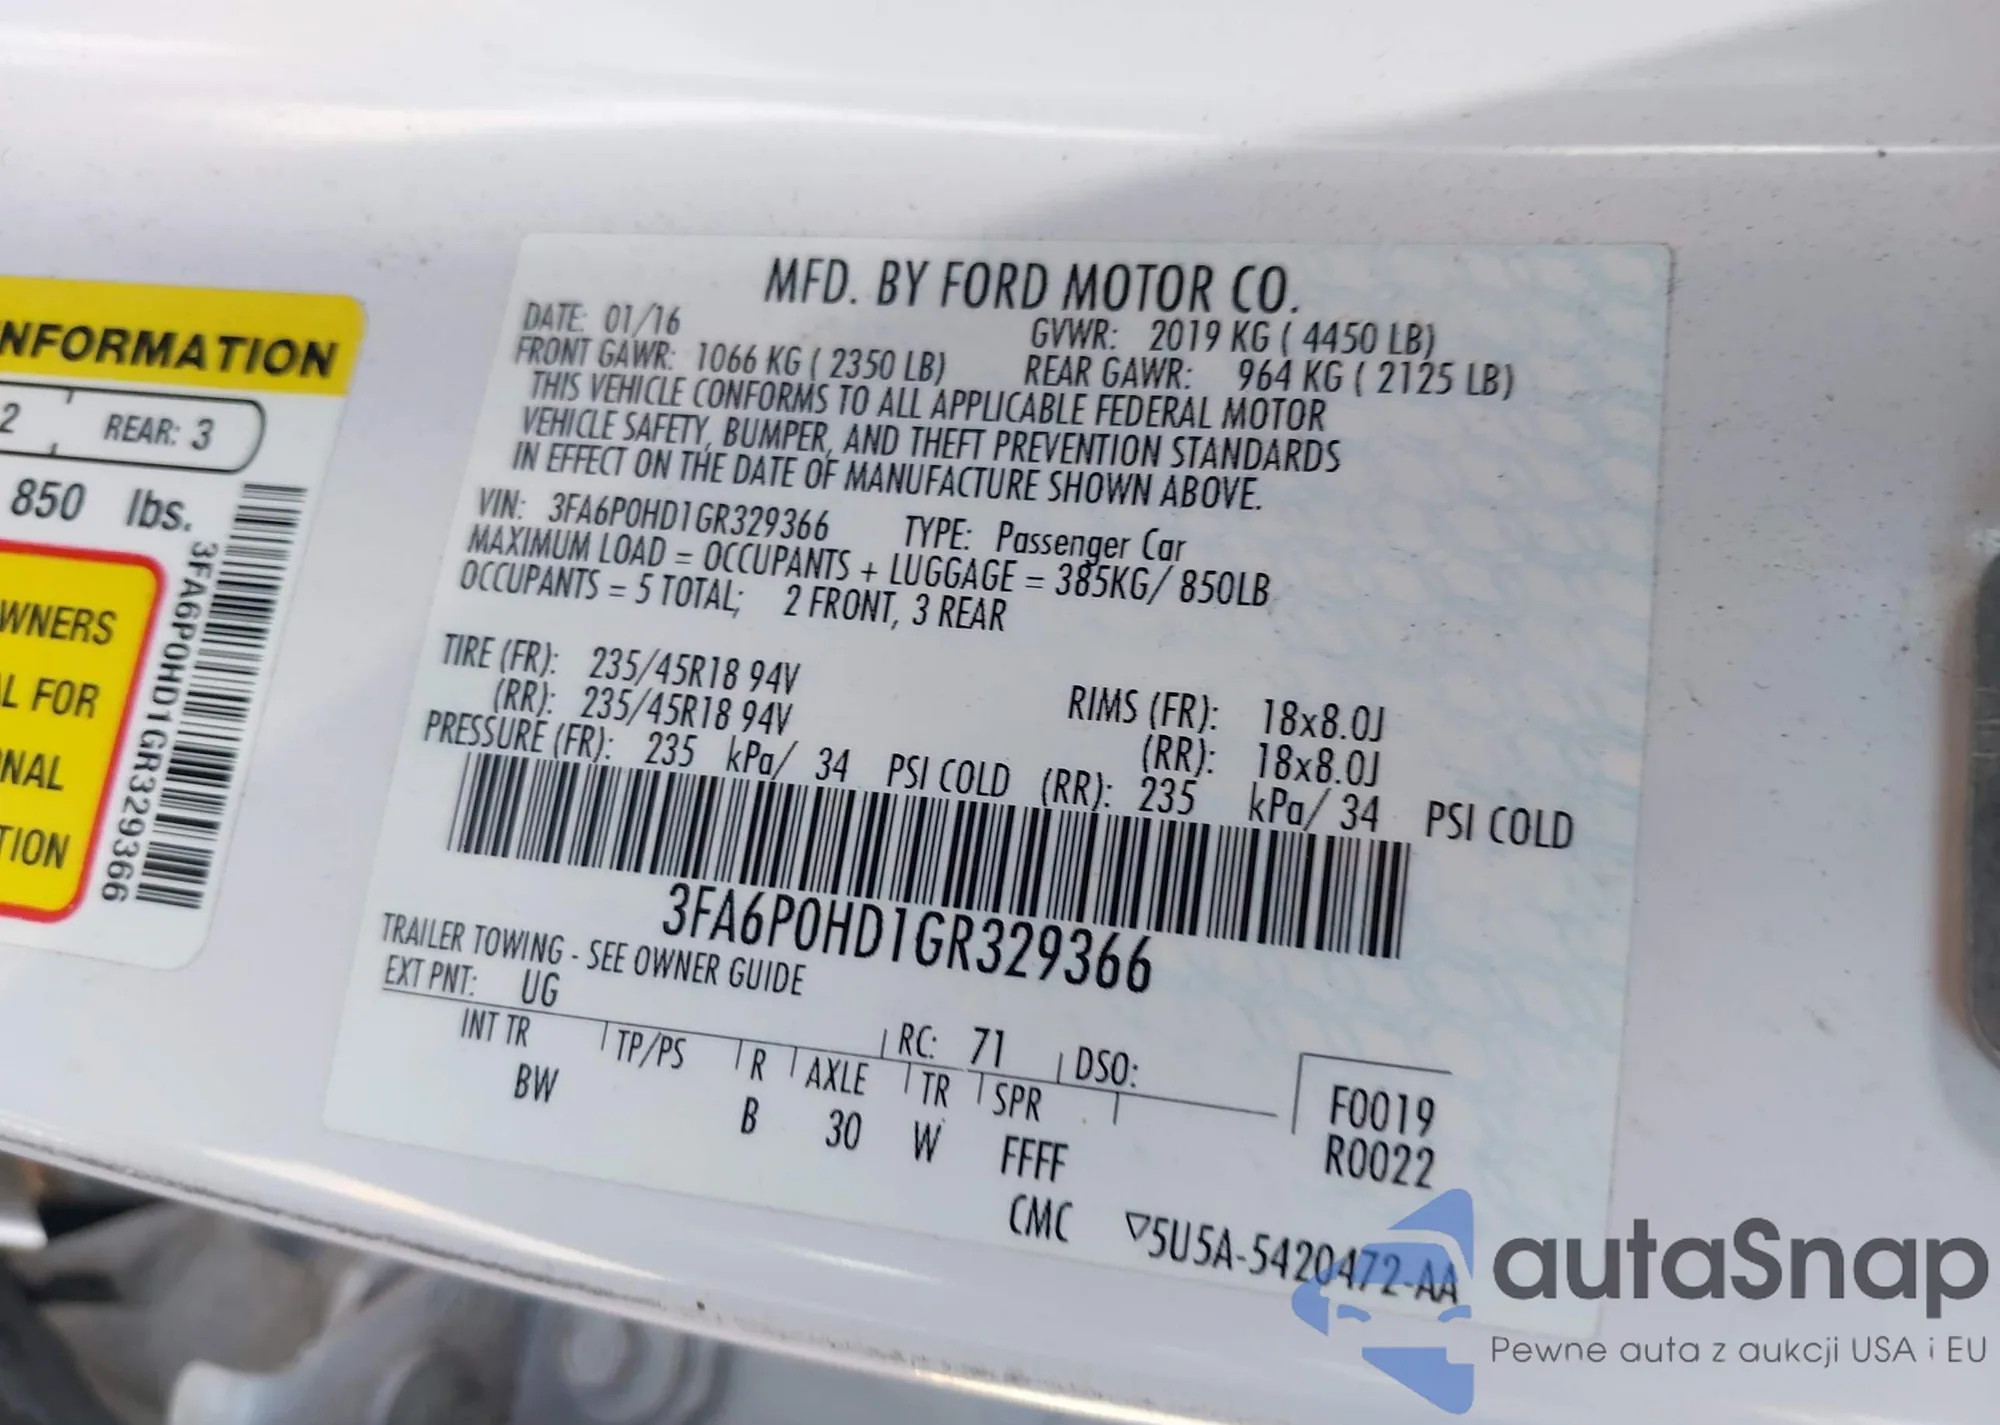 NFORMATION
2 REAR: 3
850 lbs.
WNERS
L FOR
NAL
TION
3FA6P0HD1GR329366
MFD. BY FORD MOTOR CO.
DATE: 01/16 GVWR: 2019 KG ( 4450 LB)
FRONT GAWR: 1066 KG ( 2350 LB) REAR GAWR: 964 KG ( 2125 LB)
THIS VEHICLE CONFORMS TO ALL APPLICABLE FEDERAL MOTOR
VEHICLE SAFETY, BUMPER, AND THEFT PREVENTION STANDARDS
IN EFFECT ON THE DATE OF MANUFACTURE SHOWN ABOVE.
VIN: 3FA6P0HD1GR329366 TYPE: Passenger Car
MAXIMUM LOAD = OCCUPANTS + LUGGAGE = 385KG/ 850LB
OCCUPANTS = 5 TOTAL; 2 FRONT, 3 REAR
TIRE (FR): 235/45R18 94V RIMS (FR): 18x8.0J
(RR): 235/45R18 94V (RR): 18x8.0J
PRESSURE (FR): 235 kPa/ 34 PSI COLD (RR): 235 kPa/ 34 PSI COLD
3FA6P0HD1GR329366
TRAILER TOWING - SEE OWNER GUIDE
EXT PNT: UG RC: 71 DSO:
INT TR TP/PS R AXLE TR SPR F0019
BW B 30 W FFFF R0022
CMC ▽5U5A-5420472-AA
autaSnap
Pewne auta z aukcji USA i EU